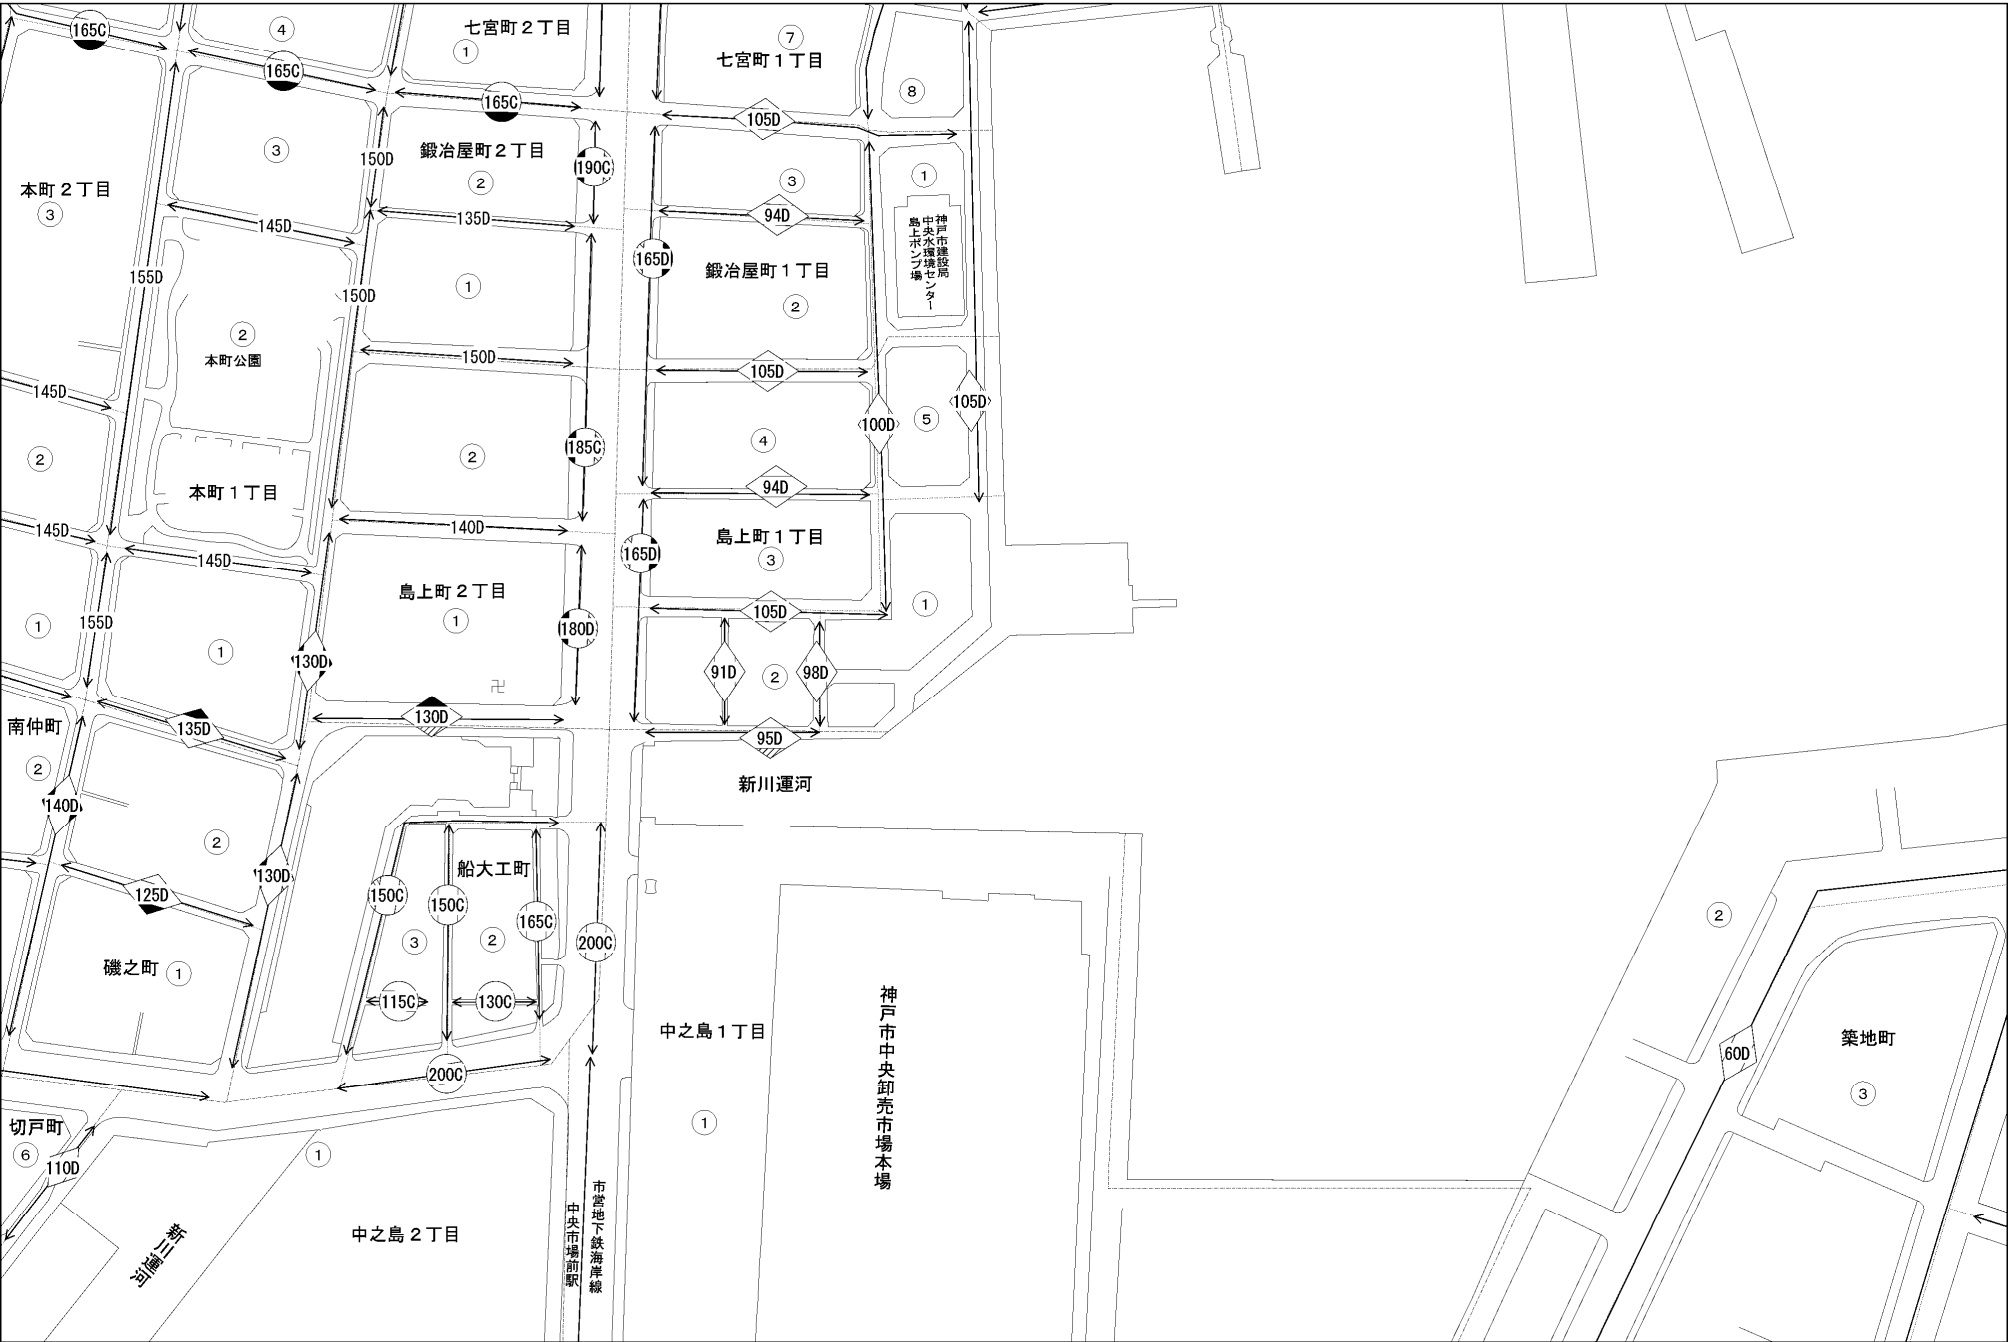 165C
④
165C
七宮町２丁目
①
165C
⑦
七宮町１丁目
⑧
105D
③
150D
鍛冶屋町２丁目
②
190C
本町２丁目
③
145D
135D
③
94D
①
神戸市建設局
中央水環境センター
島上ポンプ場
155D
150D
①
165D
鍛冶屋町１丁目
②
②
本町公園
150D
105D
145D
105D
②
②
185C
④
100D
⑤
本町１丁目
94D
145D
145D
140D
島上町１丁目
③
165D
155D
①
①
島上町２丁目
①
180D
105D
①
130D
91D
②
98D
卍
南仲町
②
135D
130D
95D
新川運河
140D
②
130D
125D
150C
150C
船大工町
165C
③
②
200C
115C
130C
200C
磯之町
①
②
中之島１丁目
①
神戸市中央卸売市場本場
60D
築地町
③
切戸町
⑥
110D
①
新川運河
中之島２丁目
市営地下鉄海岸線
中央市場前駅